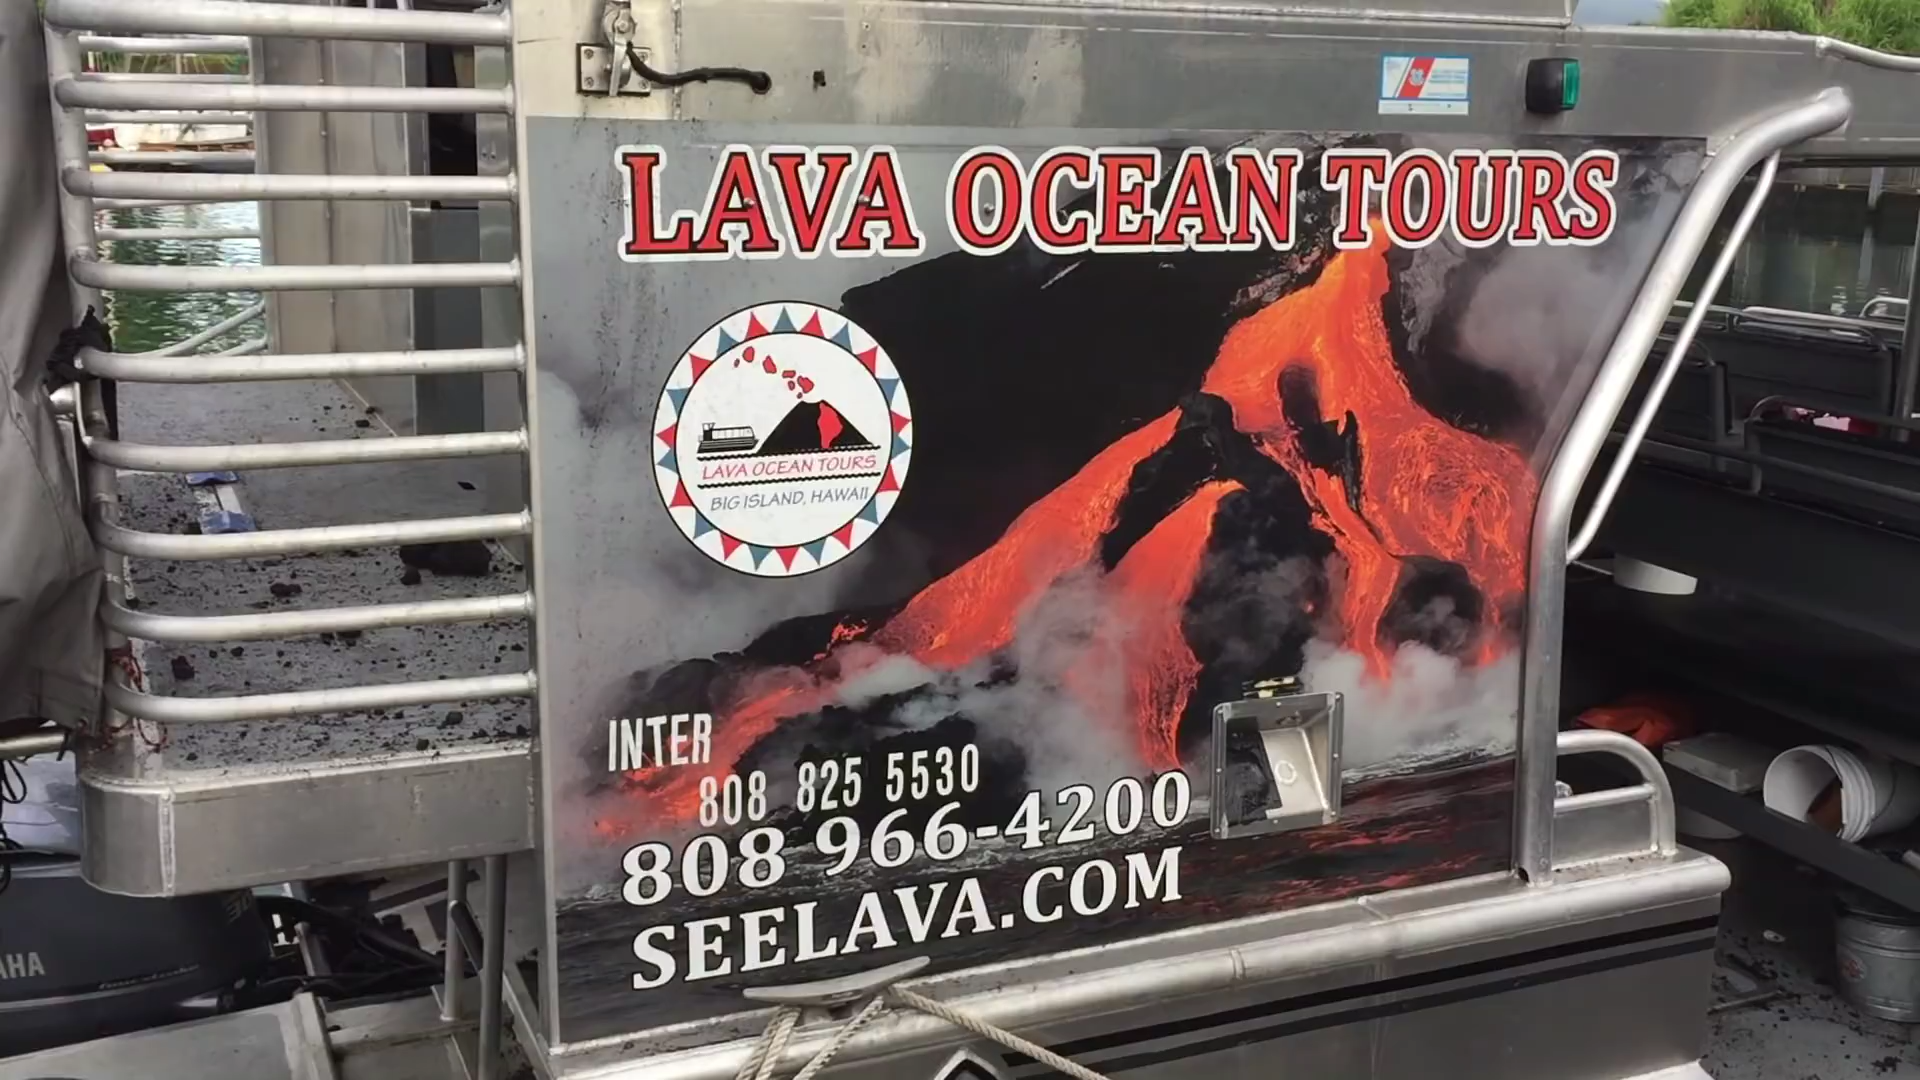 LAVA OCEAN TOURS
LAVA OCEAN TOURS
BIG ISLAND, HAWAII
INTER
808 825 5530
808 966-4200
SEELAVA.COM